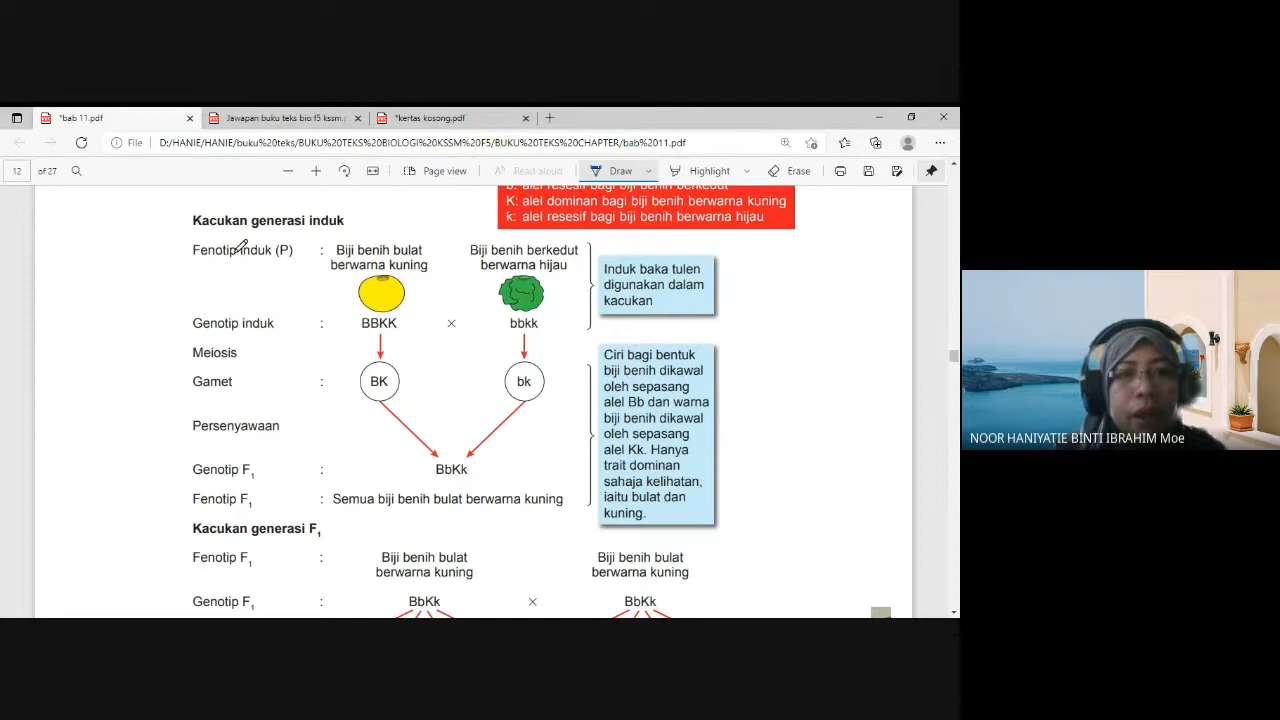 *bab 11.pdf
Jawapan buku teks bio f5 kssm.p
*kertas kosong.pdf
File
D:/HANIE/HANIE/buku%20teks/BUKU%20TEKS%20BIOLOGI%20KSSM%20F5/BUKU%20TEKS%20CHAPTER/bab%2011.pdf
12 of 27
Page view
Read aloud
Draw
Highlight
Erase
b: alel resesif bagi biji benih berkedut
K: alel dominan bagi biji benih berwarna kuning
k: alel resesif bagi biji benih berwarna hijau
Kacukan generasi induk
Fenotip induk (P) : Biji benih bulat Biji benih berkedut
berwarna kuning berwarna hijau
Induk baka tulen
digunakan dalam
kacukan
Genotip induk : BBKK × bbkk
Meiosis
Gamet : BK bk
Persenyawaan
Genotip F1 : BbKk
Fenotip F1 : Semua biji benih bulat berwarna kuning
Ciri bagi bentuk
biji benih dikawal
oleh sepasang
alel Bb dan warna
biji benih dikawal
oleh sepasang
alel Kk. Hanya
trait dominan
sahaja kelihatan,
iaitu bulat dan
kuning.
Kacukan generasi F1
Fenotip F1 : Biji benih bulat Biji benih bulat
berwarna kuning berwarna kuning
Genotip F1 : BbKk × BbKk
NOOR HANIYATIE BINTI IBRAHIM Moe